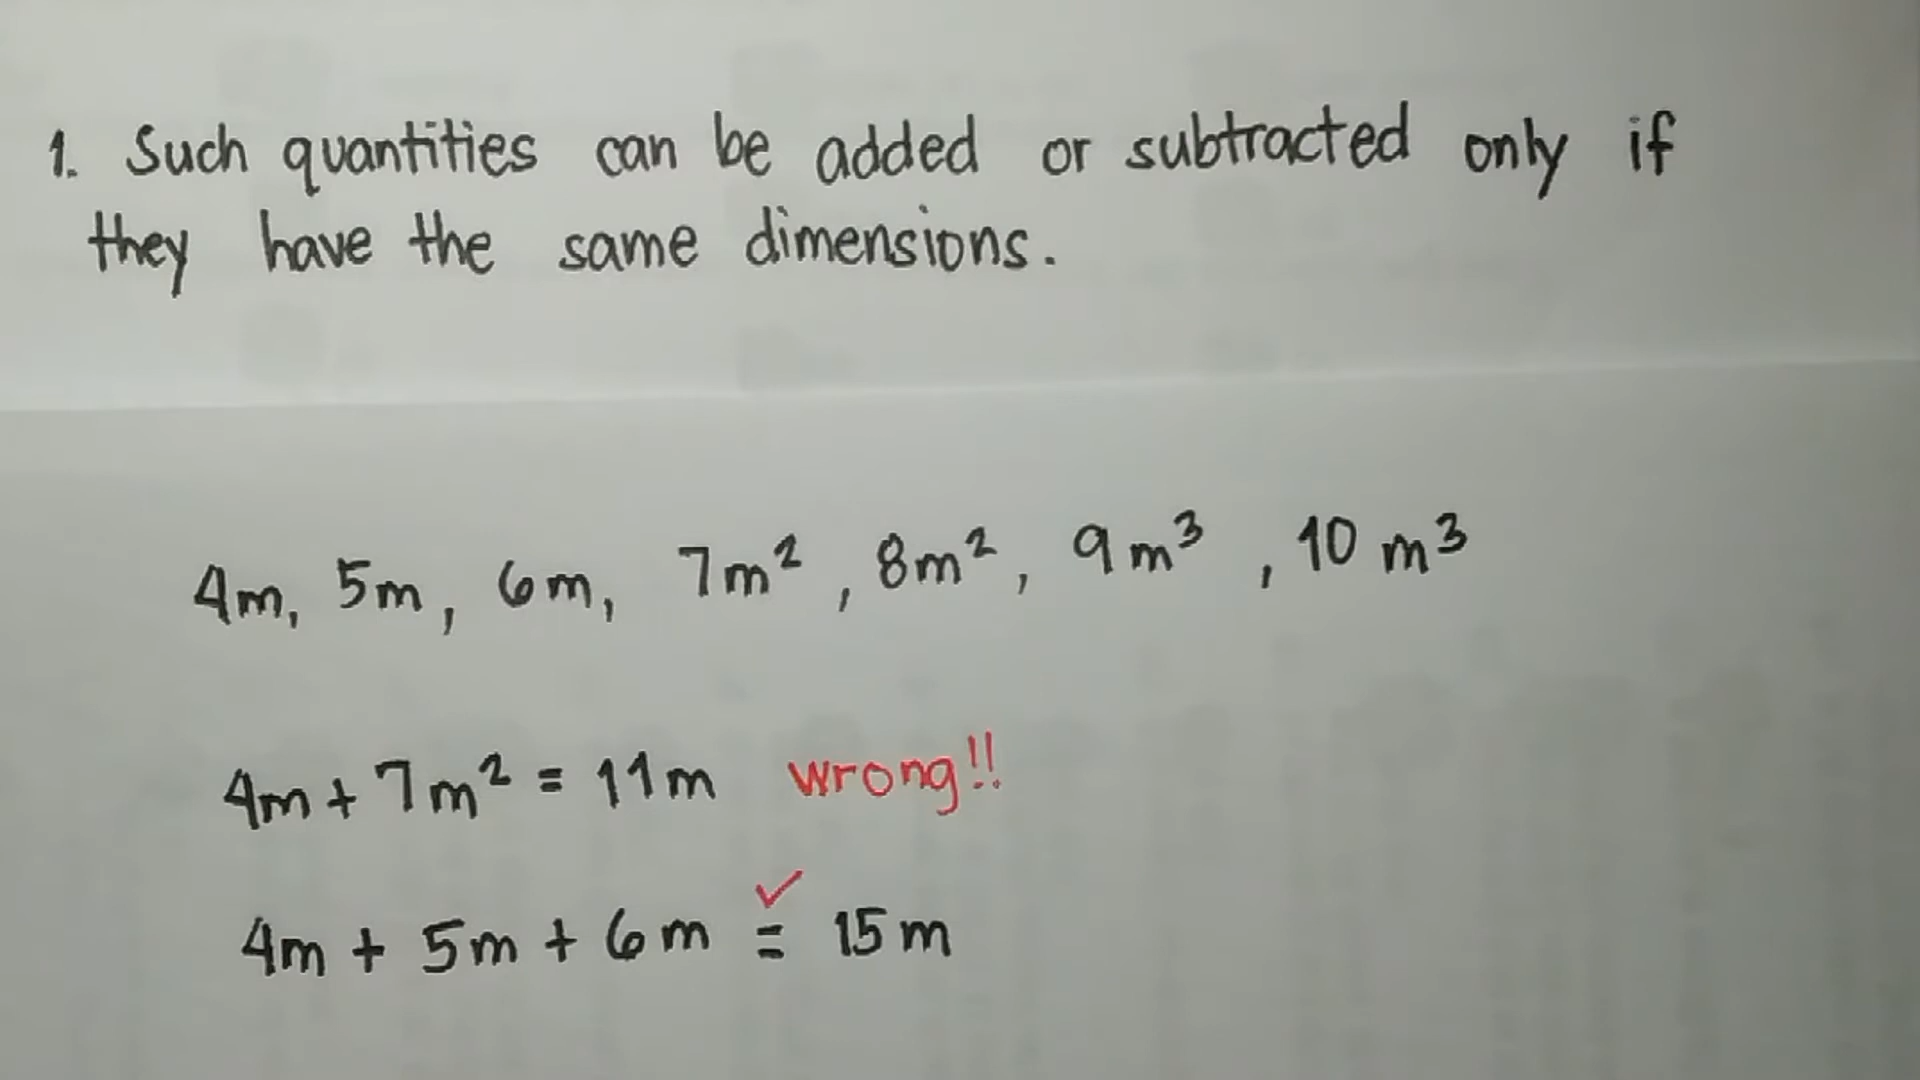 1. Such quantities can be added or subtracted only if
they have the same dimensions.
4m, 5m, 6m, 7m², 8m², 9m³, 10 m³
4m + 7m² = 11m wrong!!
4m + 5m + 6m = 15m